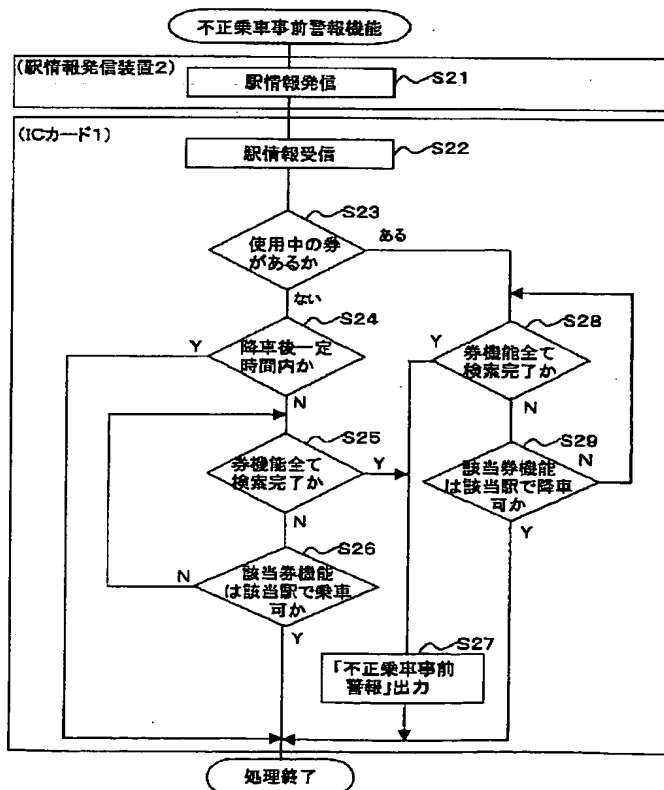 不正乗車事前警報機能
(駅情報発信装置2)
駅情報発信
S21
(ICカード1)
駅情報受信
S22
S23
使用中の券
があるか
ある
ない
S24
降車後一定
時間内か
Y
N
S28
券機能全て
検索完了か
Y
N
S25
券機能全て
検索完了か
Y
N
S29
該当券機能
は該当駅で降車
可か
N
Y
S26
該当券機能
は該当駅で乗車
可か
N
Y
S27
「不正乗車事前
警報」出力
処理終了